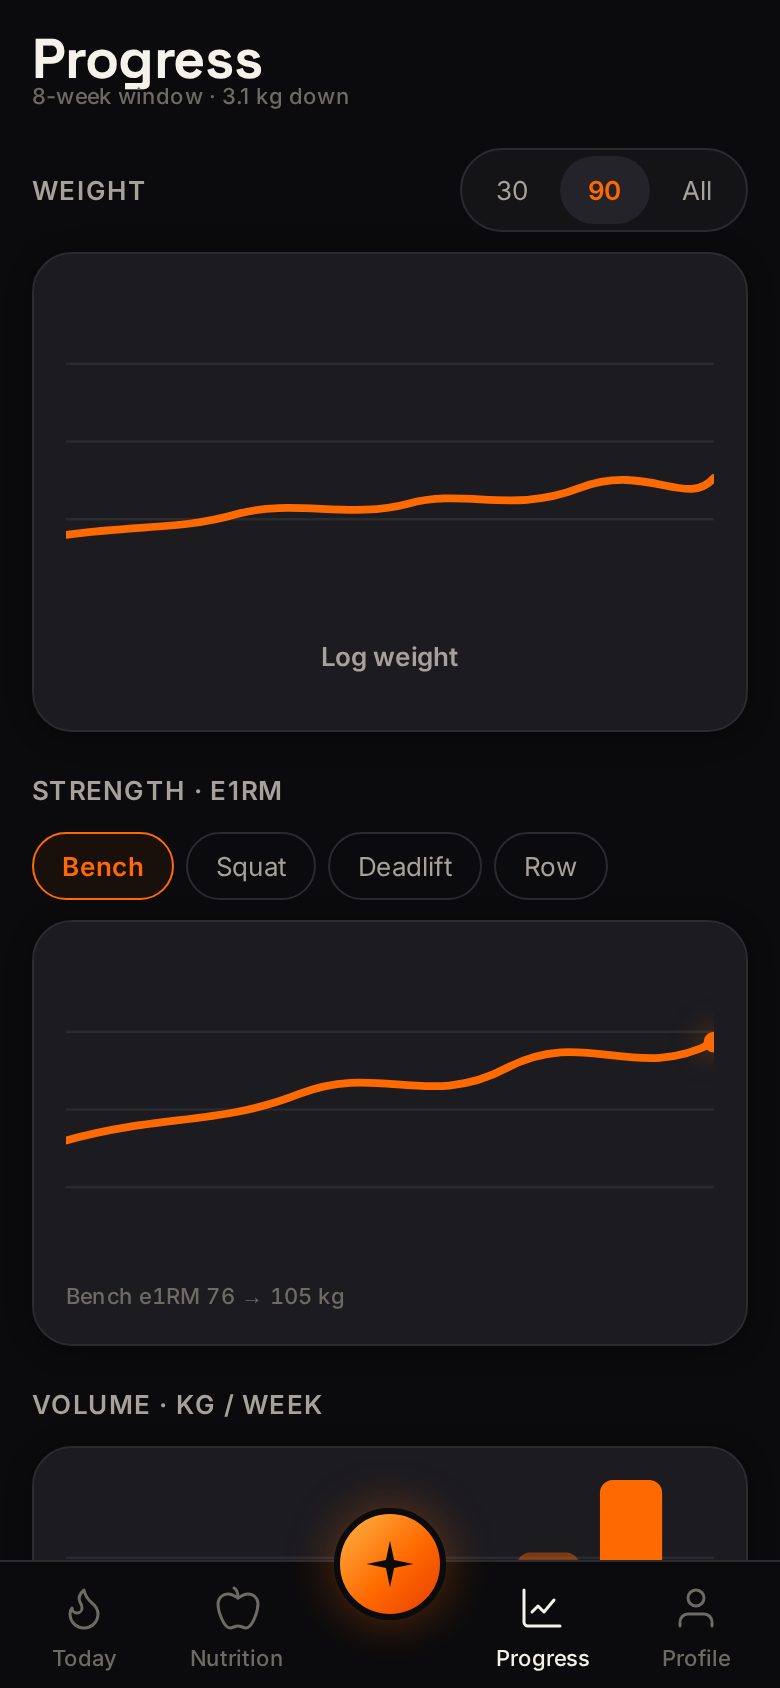 Progress
8-week window · 3.1 kg down
WEIGHT
30 90 All
Log weight
STRENGTH · E1RM
Bench Squat Deadlift Row
Bench e1RM 76 → 105 kg
VOLUME · KG / WEEK
Today Nutrition Progress Profile